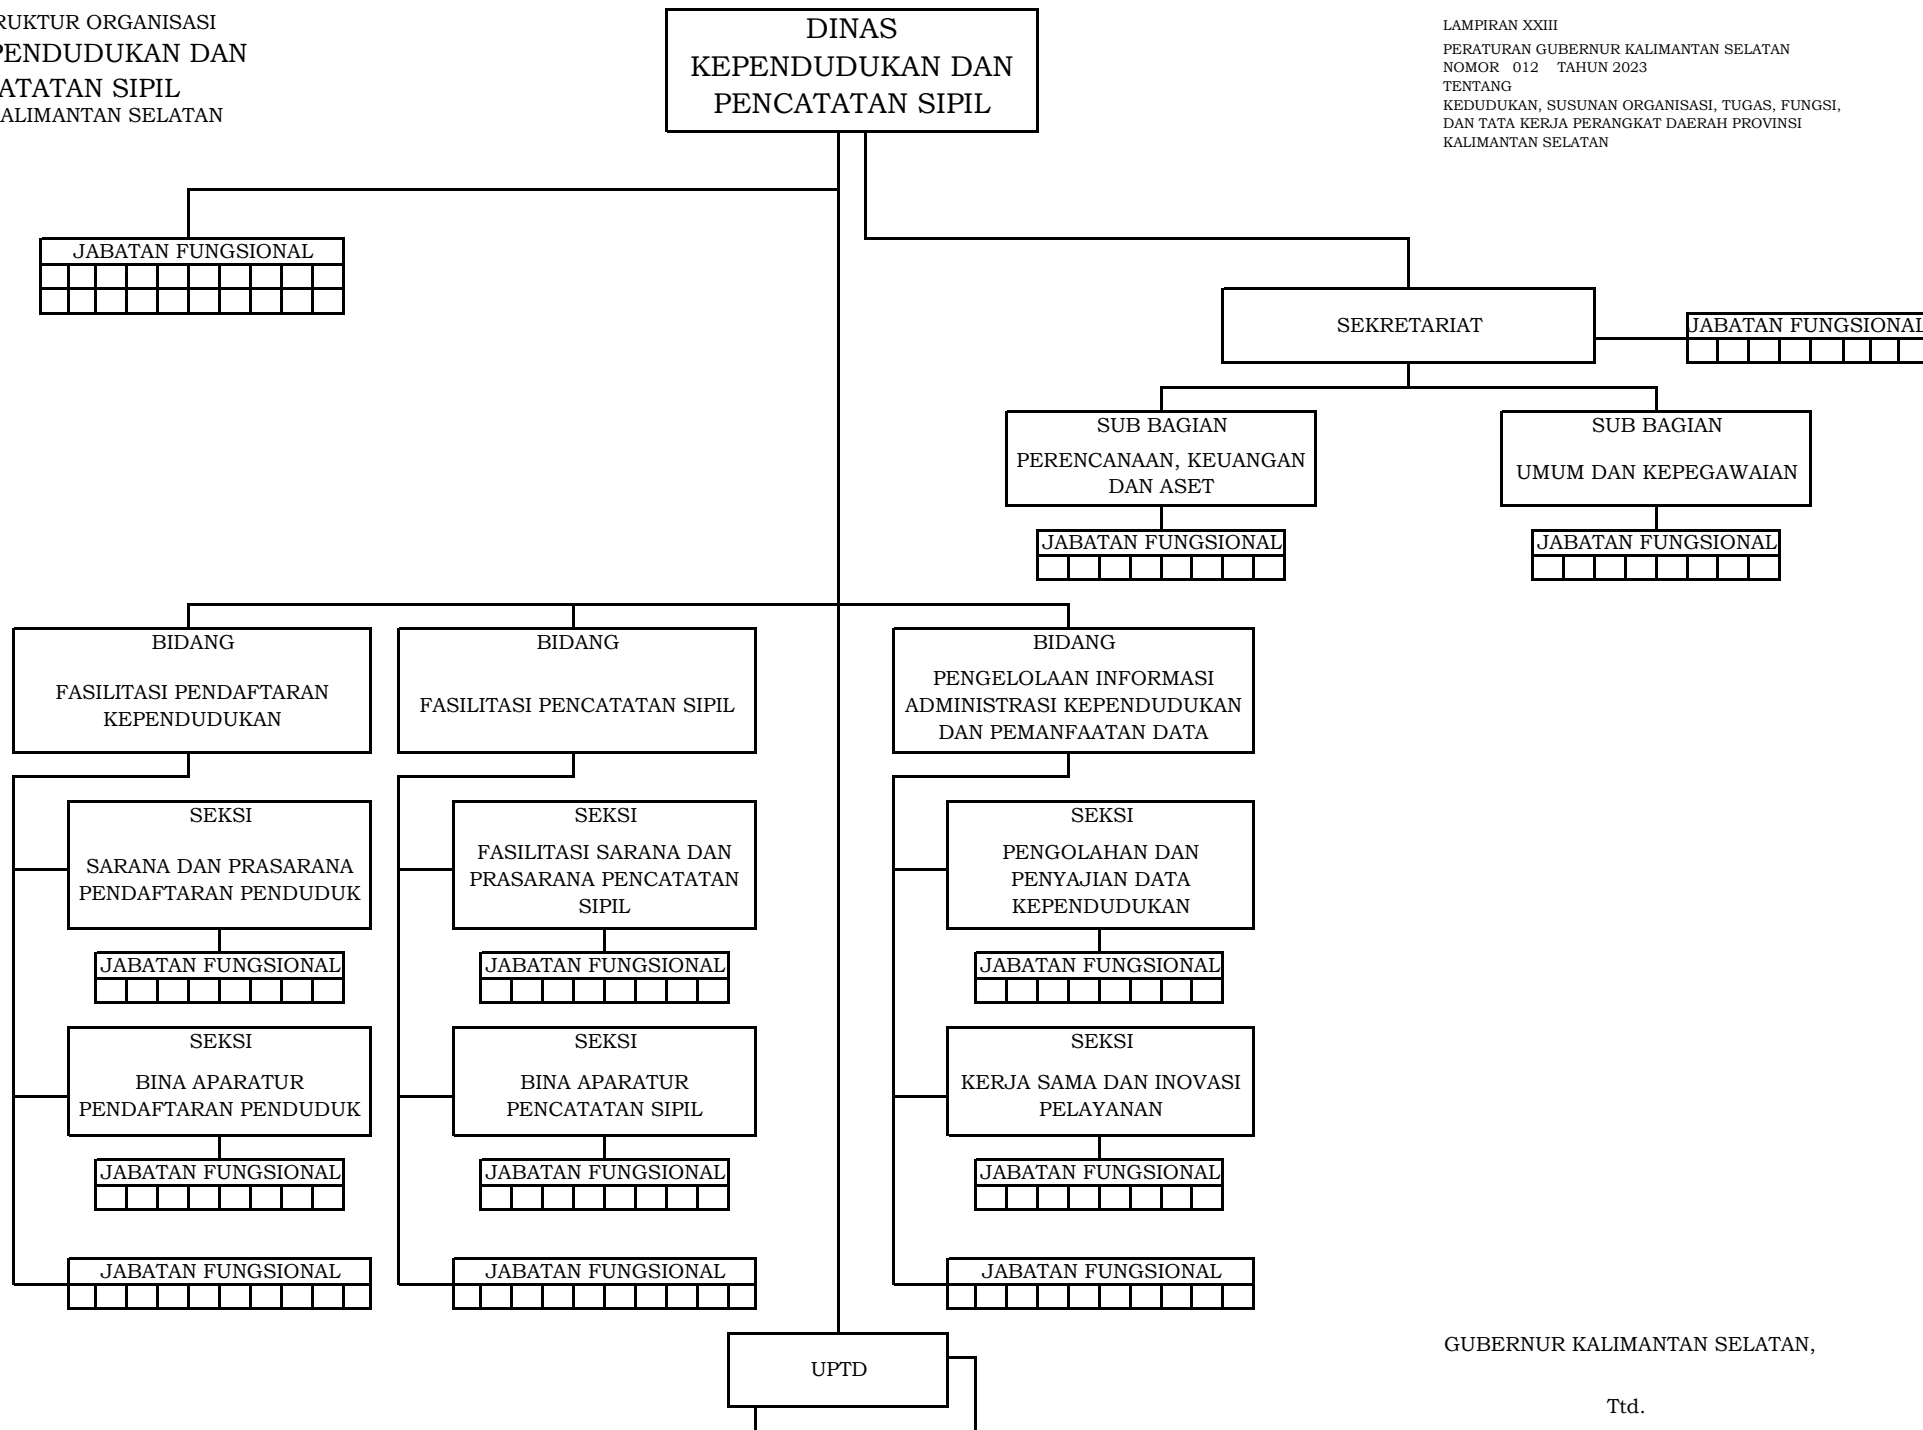 RUKTUR ORGANISASI
PENDUDUKAN DAN
ATATAN SIPIL
ALIMANTAN SELATAN
DINAS
KEPENDUDUKAN DAN
PENCATATAN SIPIL
LAMPIRAN XXIII
PERATURAN GUBERNUR KALIMANTAN SELATAN
NOMOR 012 TAHUN 2023
TENTANG
KEDUDUKAN, SUSUNAN ORGANISASI, TUGAS, FUNGSI,
DAN TATA KERJA PERANGKAT DAERAH PROVINSI
KALIMANTAN SELATAN
JABATAN FUNGSIONAL
SEKRETARIAT
JABATAN FUNGSIONAL
SUB BAGIAN
PERENCANAAN, KEUANGAN
DAN ASET
JABATAN FUNGSIONAL
SUB BAGIAN
UMUM DAN KEPEGAWAIAN
JABATAN FUNGSIONAL
BIDANG
FASILITASI PENDAFTARAN
KEPENDUDUKAN
SEKSI
SARANA DAN PRASARANA
PENDAFTARAN PENDUDUK
JABATAN FUNGSIONAL
SEKSI
BINA APARATUR
PENDAFTARAN PENDUDUK
JABATAN FUNGSIONAL
JABATAN FUNGSIONAL
BIDANG
FASILITASI PENCATATAN SIPIL
SEKSI
FASILITASI SARANA DAN
PRASARANA PENCATATAN
SIPIL
JABATAN FUNGSIONAL
SEKSI
BINA APARATUR
PENCATATAN SIPIL
JABATAN FUNGSIONAL
JABATAN FUNGSIONAL
BIDANG
PENGELOLAAN INFORMASI
ADMINISTRASI KEPENDUDUKAN
DAN PEMANFAATAN DATA
SEKSI
PENGOLAHAN DAN
PENYAJIAN DATA
KEPENDUDUKAN
JABATAN FUNGSIONAL
SEKSI
KERJA SAMA DAN INOVASI
PELAYANAN
JABATAN FUNGSIONAL
JABATAN FUNGSIONAL
UPTD
GUBERNUR KALIMANTAN SELATAN,
Ttd.